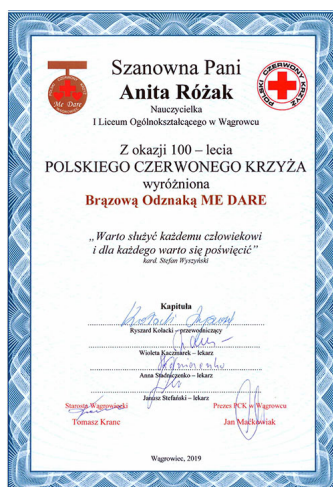 Szanowna Pani
Anita Różak
Nauczycielka
I Liceum Ogólnokształcącego w Wągrowcu
Z okazji 100 – lecia
POLSKIEGO CZERWONEGO KRZYŻA
wyróżniona
Brązową Odznaką ME DARE
„Warto służyć każdemu człowiekowi
i dla każdego warto się poświęcić”
kard. Stefan Wyszyński
Kapituła
Ryszard Kołacki – przewodniczący
Wioleta Kaczmarek – lekarz
Anna Stadniczenko – lekarz
Janusz Stefański – lekarz
Starosta Wągrowiecki
Prezes PCK w Wągrowcu
Tomasz Kranc
Jan Maćkowiak
Wągrowiec, 2019
Me Dare
POLSKI CZERWONY KRZYŻ